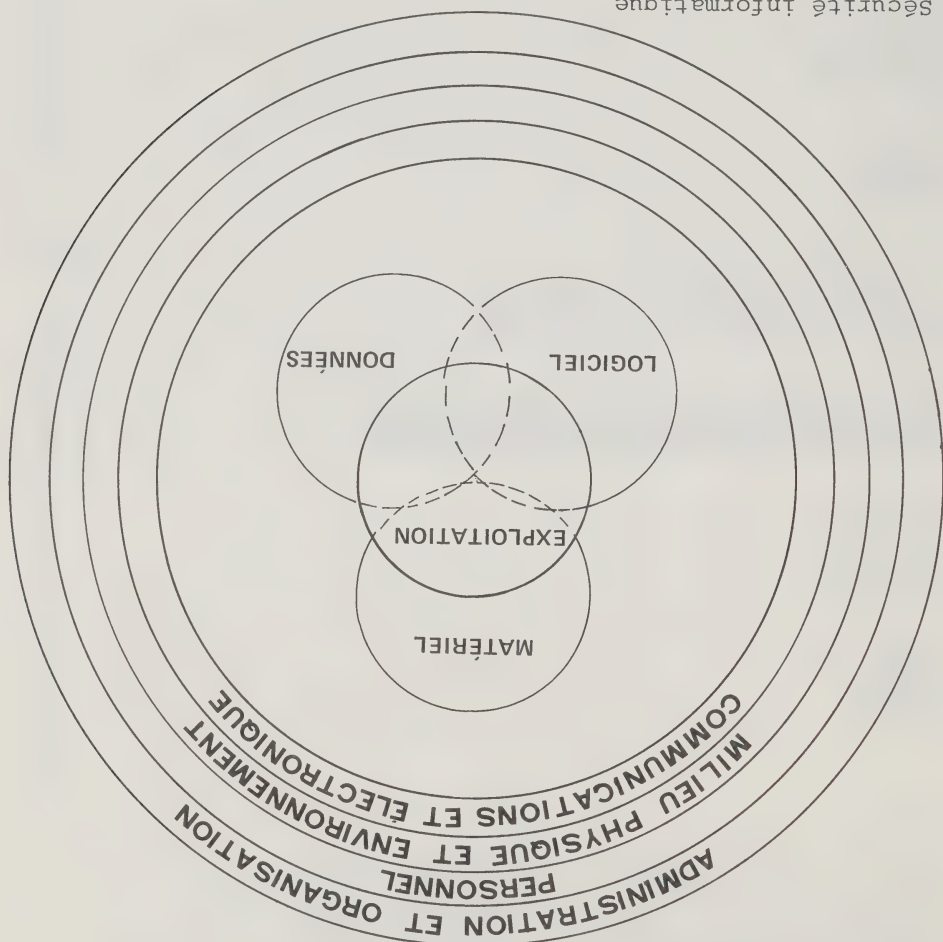 ADMINISTRATION ET ORGANISATION
PERSONNEL
MILIEU PHYSIQUE ET ENVIRONNEMENT
COMMUNICATIONS ET ÉLECTRONIQUE
MATÉRIEL
EXPLOITATION
LOGICIEL
DONNÉES
Sécurité informatique